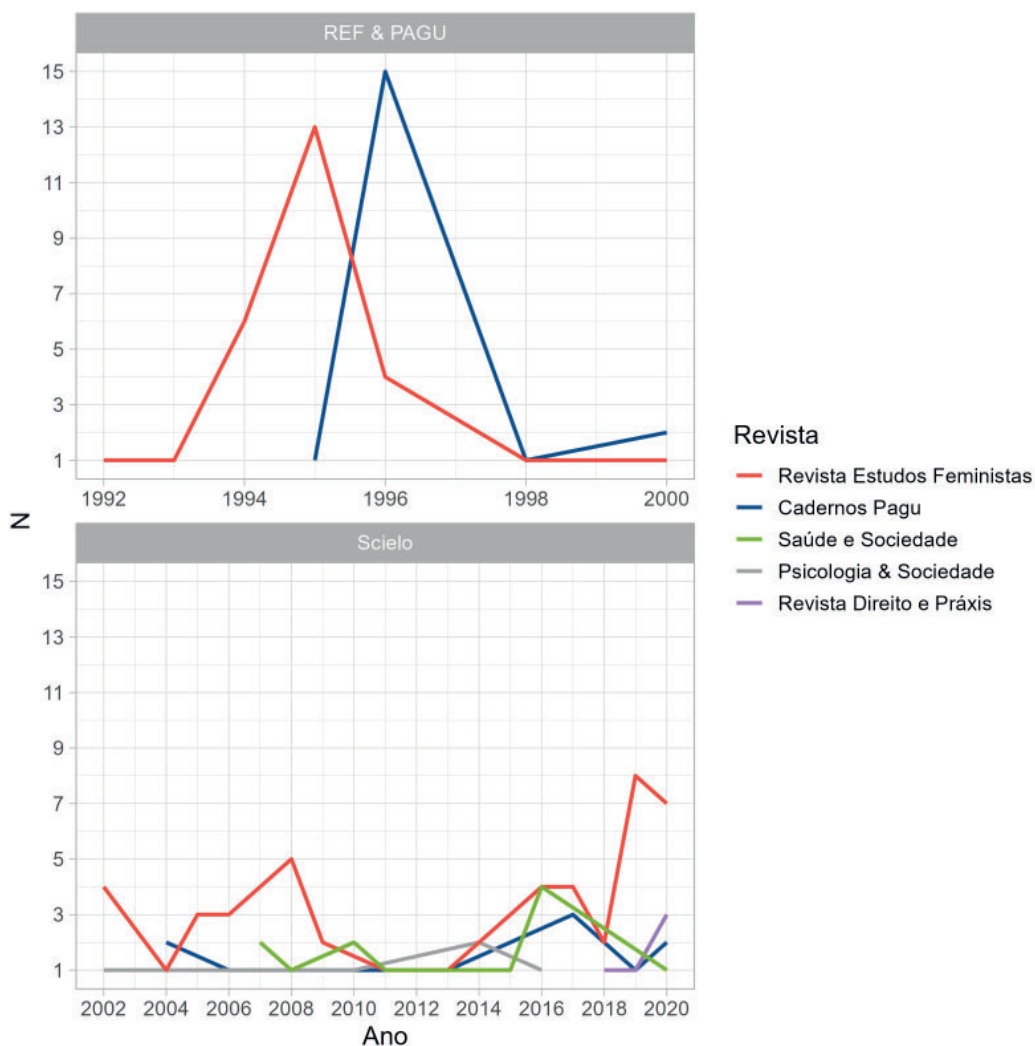 REF & PAGU
15
13
11
9
7
5
3
1
1992 1994 1996 1998 2000
N
Scielo
15
13
11
9
7
5
3
1
2002 2004 2006 2008 2010 2012 2014 2016 2018 2020
Ano
Revista
Revista Estudos Feministas
Cadernos Pagu
Saúde e Sociedade
Psicologia & Sociedade
Revista Direito e Práxis